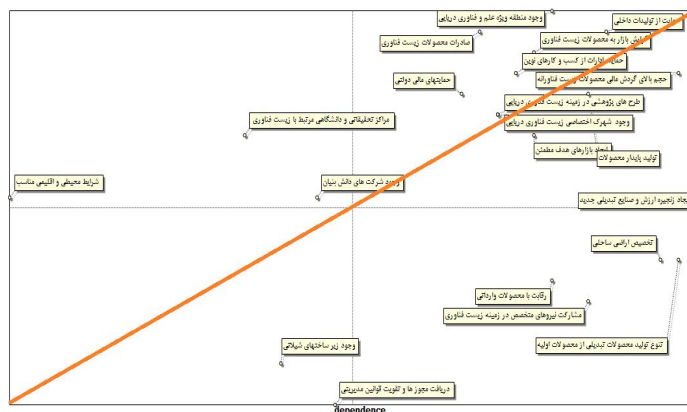 وجود منطقه ویژه علم و فناوری دریایی
حمایت از تولیدات داخلی
صادرات محصولات زیست فناوری
گرایش بازار به محصولات زیست فناوری
حمایت ادارات از کسب و کارهای نوین
حجم بالای گردش مالی محصولات زیست فناورانه
حمایتهای مالی دولتی
طرح های پژوهشی در زمینه زیست فناوری دریایی
مراکز تحقیقاتی و دانشگاهی مرتبط با زیست فناوری
وجود شهرک اختصاصی زیست فناوری دریایی
ایجاد بازارهای هدف مطمئن
تولید پایدار محصولات
شرایط محیطی و اقلیمی مناسب
وجود شرکت های دانش بنیان
یجاد زنجیره ارزش و صنایع تبدیلی جدید
تخصیص اراضی ساحلی
رقابت با محصولات وارداتی
مشارکت نیروهای متخصص در زمینه زیست فناوری
وجود زیر ساختهای شیلاتی
تنوع تولید محصولات تبدیلی از محصولات اولیه
دریافت مجوز ها و تقویت قوانین مدیریتی
dependence